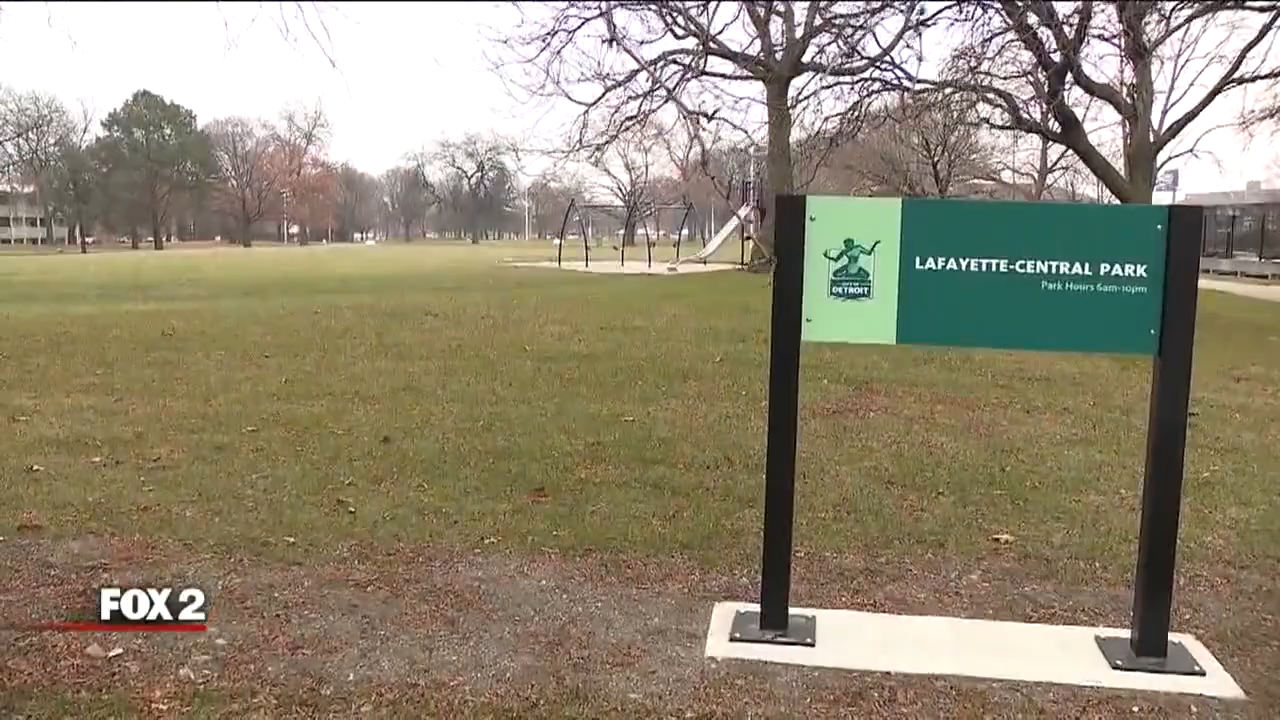 LAFAYETTE-CENTRAL PARK
Park Hours 6am-10pm
CITY OF
DETROIT
FOX 2